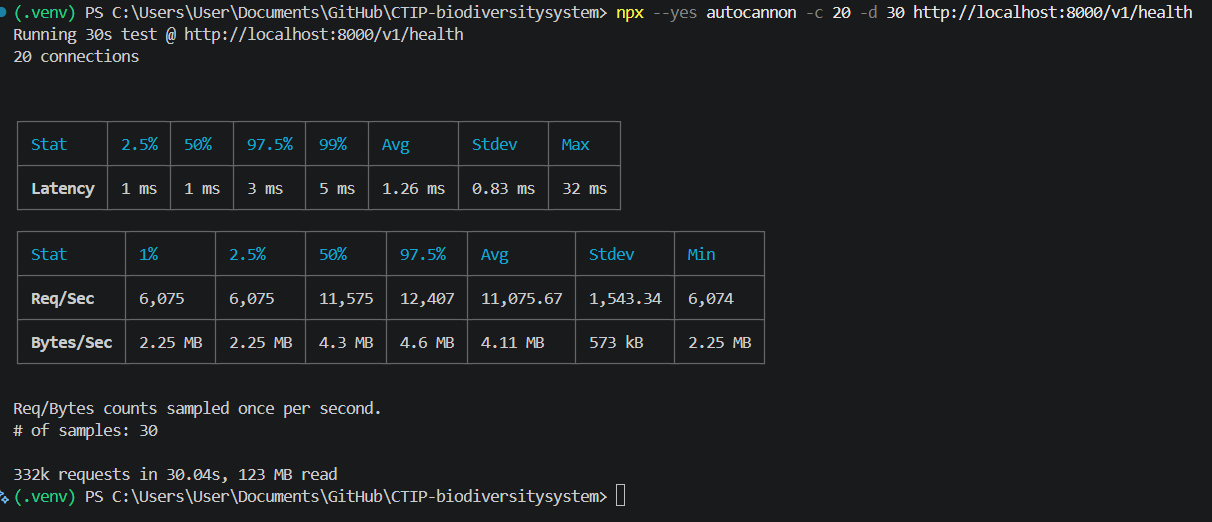 (.venv) PS C:\Users\User\Documents\GitHub\CTIP-biodiversitysystem> npx --yes autocannon -c 20 -d 30 http://localhost:8000/v1/health
Running 30s test @ http://localhost:8000/v1/health
20 connections
Stat 2.5% 50% 97.5% 99% Avg Stdev Max
Latency 1 ms 1 ms 3 ms 5 ms 1.26 ms 0.83 ms 32 ms
Stat 1% 2.5% 50% 97.5% Avg Stdev Min
Req/Sec 6,075 6,075 11,575 12,407 11,075.67 1,543.34 6,074
Bytes/Sec 2.25 MB 2.25 MB 4.3 MB 4.6 MB 4.11 MB 573 kB 2.25 MB
Req/Bytes counts sampled once per second.
# of samples: 30
332k requests in 30.04s, 123 MB read
(.venv) PS C:\Users\User\Documents\GitHub\CTIP-biodiversitysystem>